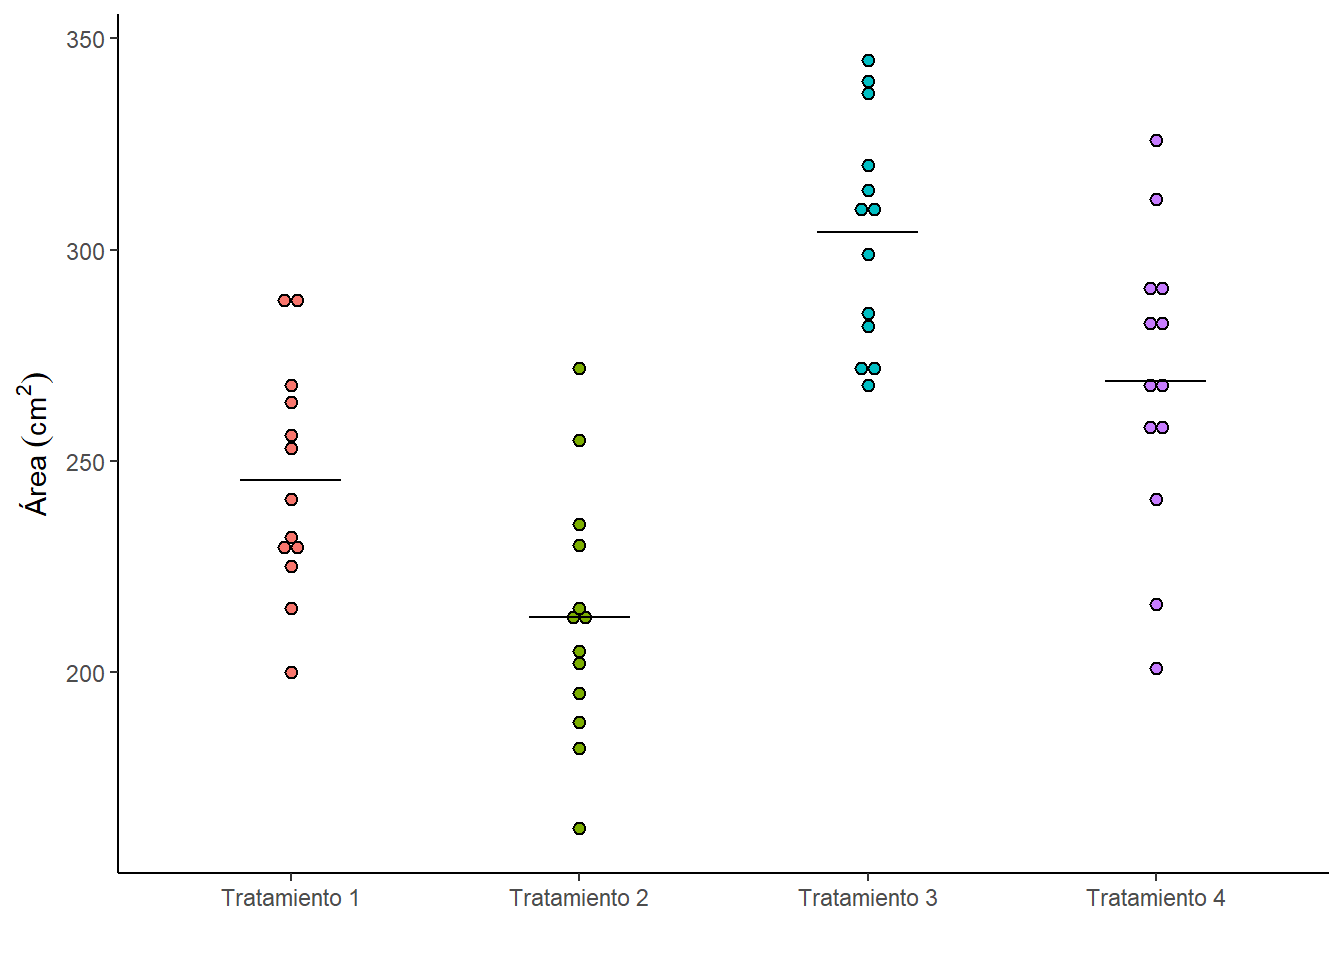 Área (cm²)
350
300
250
200
Tratamiento 1
Tratamiento 2
Tratamiento 3
Tratamiento 4